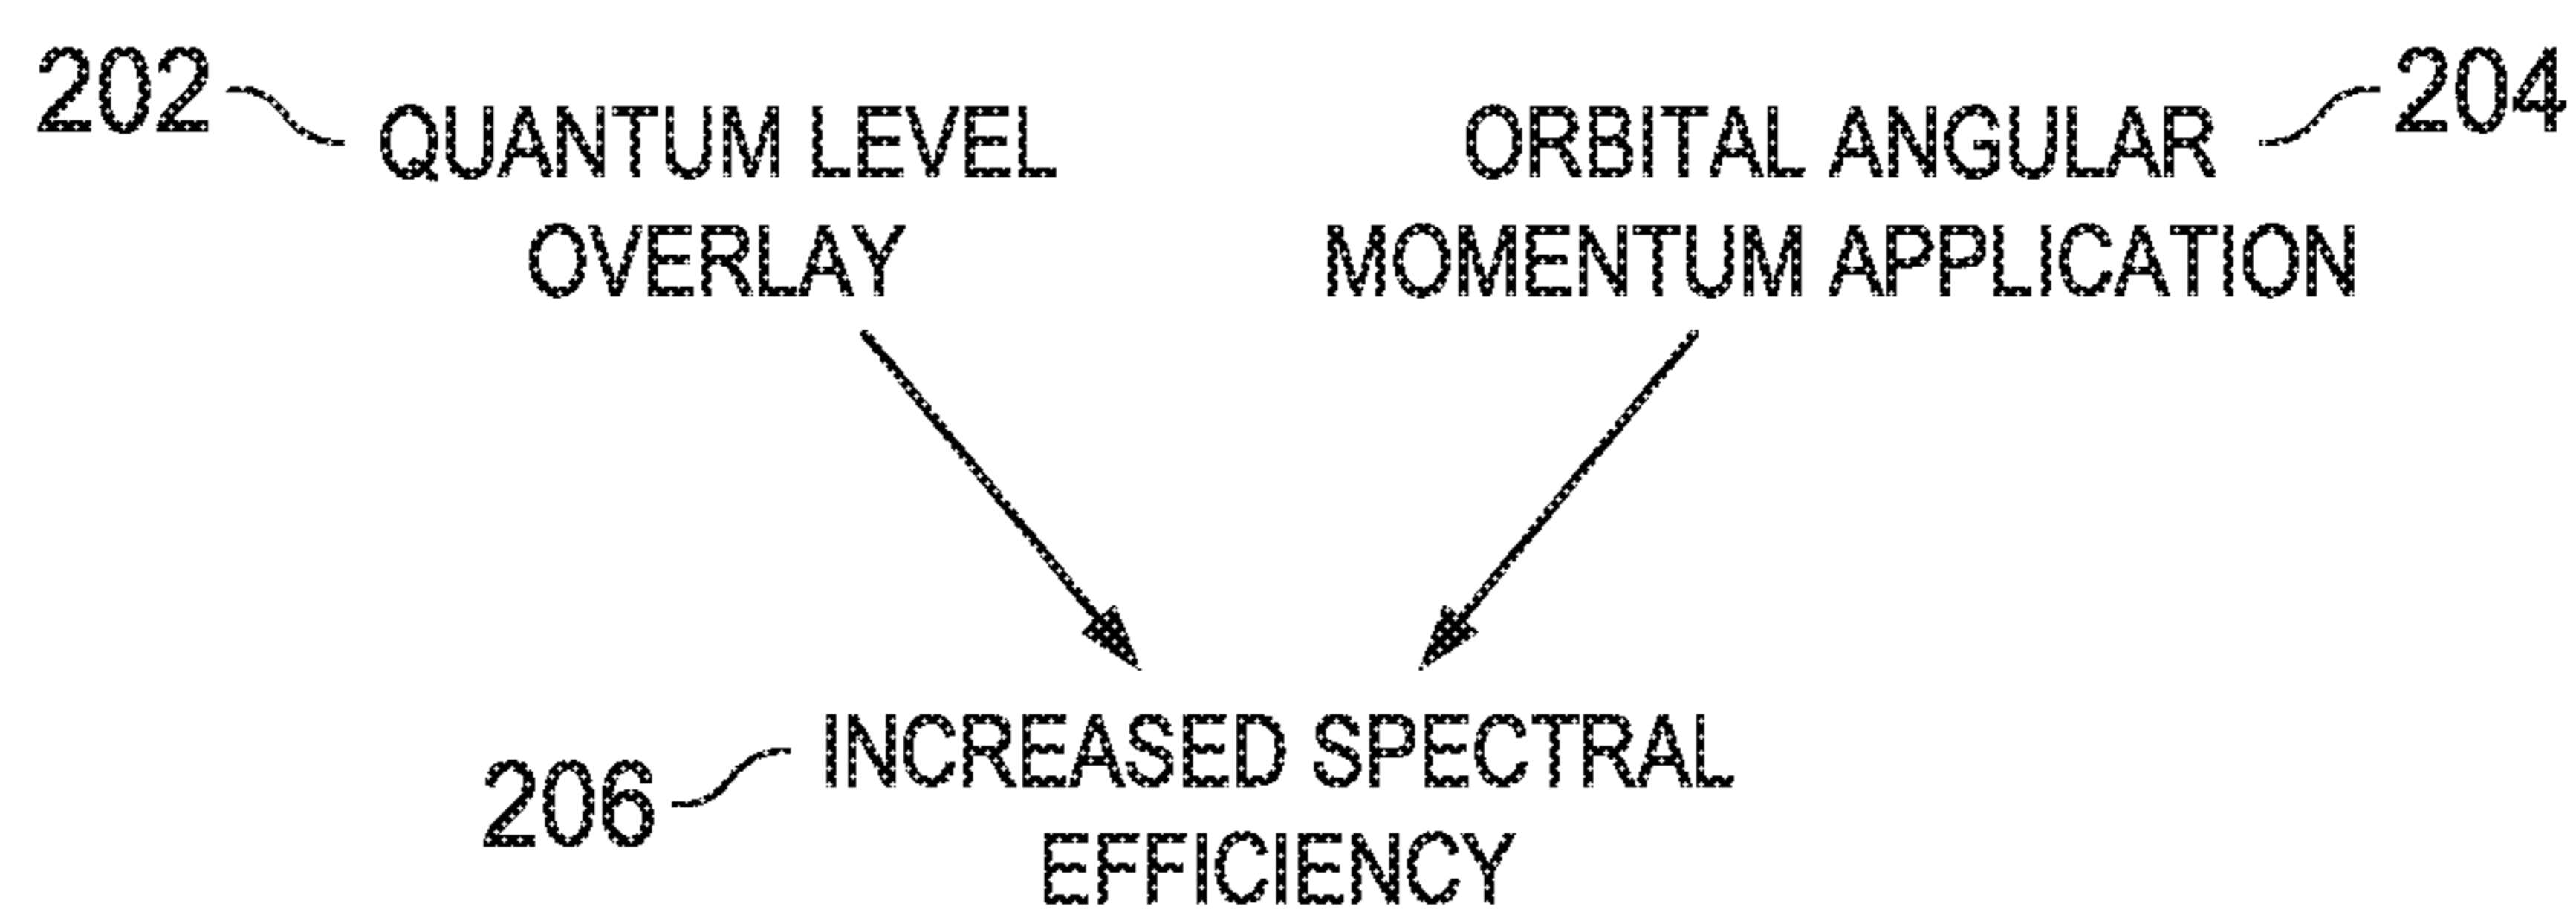 202
QUANTUM LEVEL
OVERLAY
ORBITAL ANGULAR
MOMENTUM APPLICATION
204
206
INCREASED SPECTRAL
EFFICIENCY